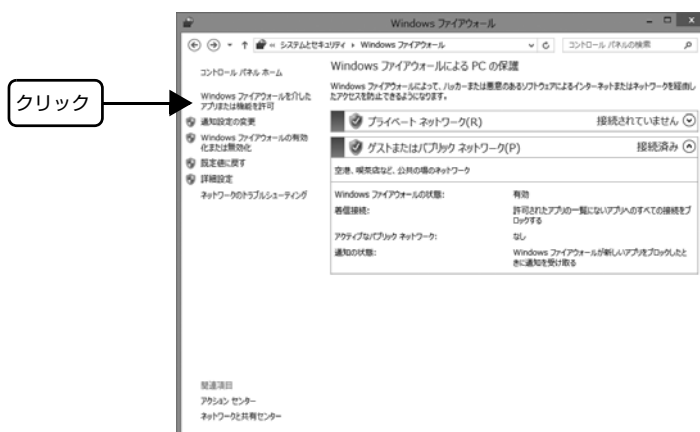 Windows ファイアウォール
« システムとセキュリティ ▸ Windows ファイアウォール
コントロール パネルの検索
クリック
コントロール パネル ホーム
Windows ファイアウォールを介した
アプリまたは機能を許可
通知設定の変更
Windows ファイアウォールの有効
化または無効化
既定値に戻す
詳細設定
ネットワークのトラブルシューティング
Windows ファイアウォールによる PC の保護
Windows ファイアウォールによって、ハッカーまたは悪意のあるソフトウェアによるインターネットまたはネットワークを経由し
たアクセスを防止できるようになります。
プライベート ネットワーク(R) 接続されていません
ゲストまたはパブリック ネットワーク(P) 接続済み
空港、喫茶店など、公共の場のネットワーク
Windows ファイアウォールの状態: 有効
着信接続: 許可されたアプリの一覧にないアプリへのすべての接続をブ
ロックする
アクティブなパブリック ネットワーク: なし
通知の状態: Windows ファイアウォールが新しいアプリをブロックしたと
きに通知を受け取る
関連項目
アクション センター
ネットワークと共有センター